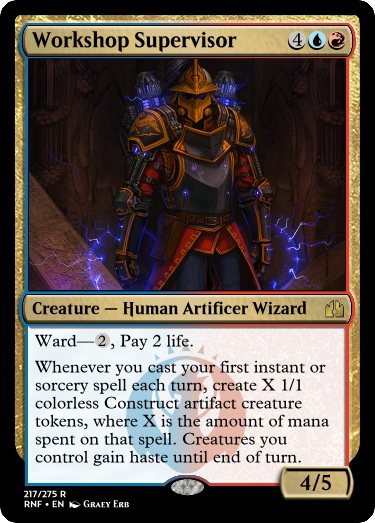 Workshop Supervisor 4
Creature — Human Artificer Wizard
Ward—2, Pay 2 life.
Whenever you cast your first instant or
sorcery spell each turn, create X 1/1
colorless Construct artifact creature
tokens, where X is the amount of mana
spent on that spell. Creatures you
control gain haste until end of turn.
4/5
217/275 R
RNF • EN Graey Erb